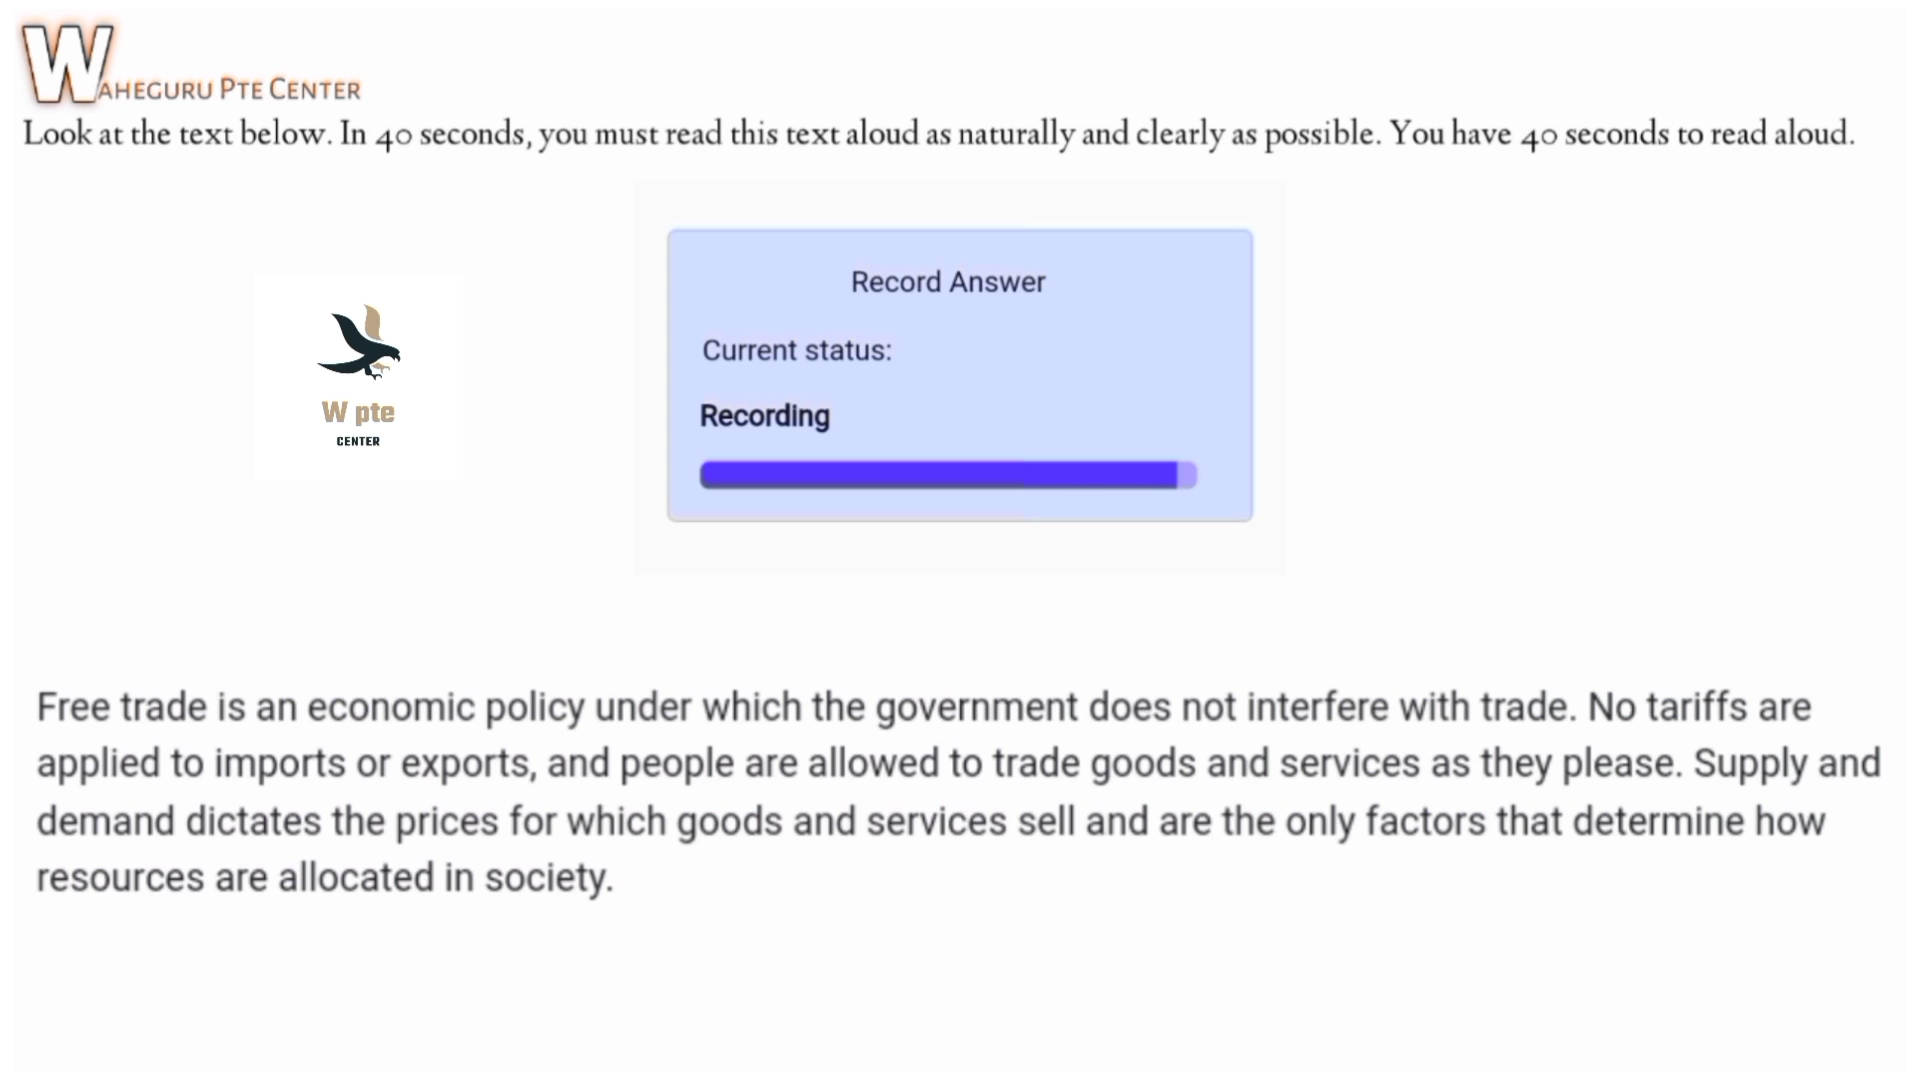 WAHEGURU PTE CENTER
Look at the text below. In 40 seconds, you must read this text aloud as naturally and clearly as possible. You have 40 seconds to read aloud.
Record Answer
Current status:
Recording
W pte
CENTER
Free trade is an economic policy under which the government does not interfere with trade. No tariffs are
applied to imports or exports, and people are allowed to trade goods and services as they please. Supply and
demand dictates the prices for which goods and services sell and are the only factors that determine how
resources are allocated in society.